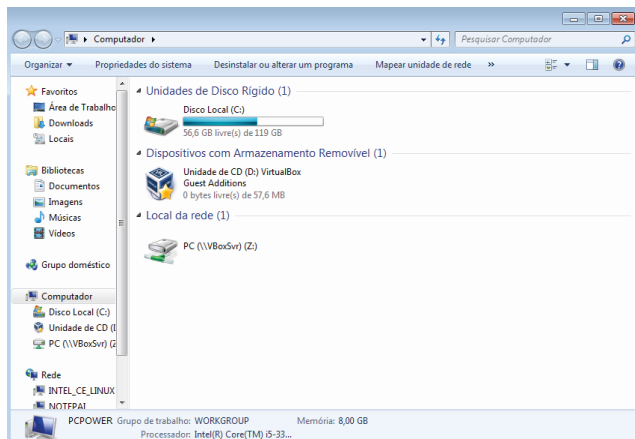 Computador
Pesquisar Computador
Organizar
Propriedades do sistema
Desinstalar ou alterar um programa
Mapear unidade de rede
»
Favoritos
Área de Trabalho
Downloads
Locais
Bibliotecas
Documentos
Imagens
Músicas
Vídeos
Grupo doméstico
Computador
Disco Local (C:)
Unidade de CD (
PC (\\VBoxSvr) (Z
Rede
INTEL_CE_LINUX
NOTEPAI
Unidades de Disco Rígido (1)
Disco Local (C:)
56,6 GB livre(s) de 119 GB
Dispositivos com Armazenamento Removível (1)
Unidade de CD (D:) VirtualBox
Guest Additions
0 bytes livre(s) de 57,6 MB
Local da rede (1)
PC (\\VBoxSvr) (Z:)
PCPOWER Grupo de trabalho: WORKGROUP Memória: 8,00 GB
Processador: Intel(R) Core(TM) i5-33...